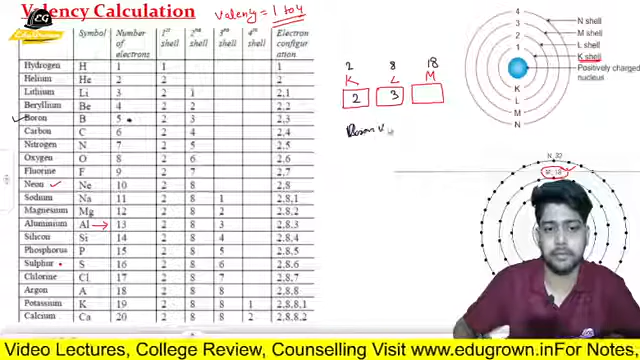 Valency Calculation
EG
EDUGROWN
Valency = 1 to 4
Element Symbol Number of electrons 1st shell 2nd shell 3rd shell 4th shell Electron configuration
Hydrogen H 1 1 1
Helium He 2 2 2
Lithium Li 3 2 1 2,1
Beryllium Be 4 2 2 2,2
Boron B 5 2 3 2,3
Carbon C 6 2 4 2,4
Nitrogen N 7 2 5 2,5
Oxygen O 8 2 6 2,6
Fluorine F 9 2 7 2,7
Neon Ne 10 2 8 2,8
Sodium Na 11 2 8 1 2,8,1
Magnesium Mg 12 2 8 2 2,8,2
Aluminium Al 13 2 8 3 2,8,3
Silicon Si 14 2 8 4 2,8,4
Phosphorus P 15 2 8 5 2,8,5
Sulphur S 16 2 8 6 2,8,6
Chlorine Cl 17 2 8 7 2,8,7
Argon A 18 2 8 8 2,8,8
Potassium K 19 2 8 8 1 2,8,8,1
Calcium Ca 20 2 8 8 2 2,8,8,2
2 8 18
K L M
2 3
Boron v
4
3
2
1
K
L
M
N
N shell
M shell
L shell
K shell
Positively charged nucleus
N, 32
M, 18
Video Lectures, College Review, Counselling Visit www.edugrown.inFor Notes,